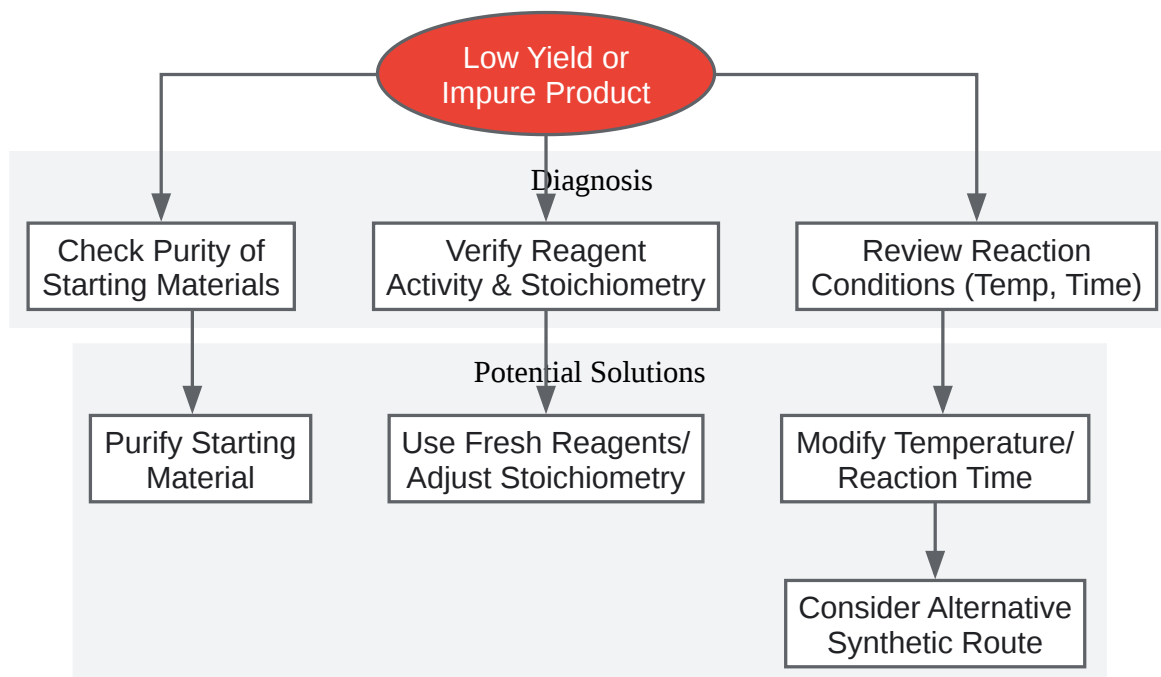 Low Yield or
Impure Product
Diagnosis
Check Purity of
Starting Materials
Verify Reagent
Activity & Stoichiometry
Review Reaction
Conditions (Temp, Time)
Potential Solutions
Purify Starting
Material
Use Fresh Reagents/
Adjust Stoichiometry
Modify Temperature/
Reaction Time
Consider Alternative
Synthetic Route